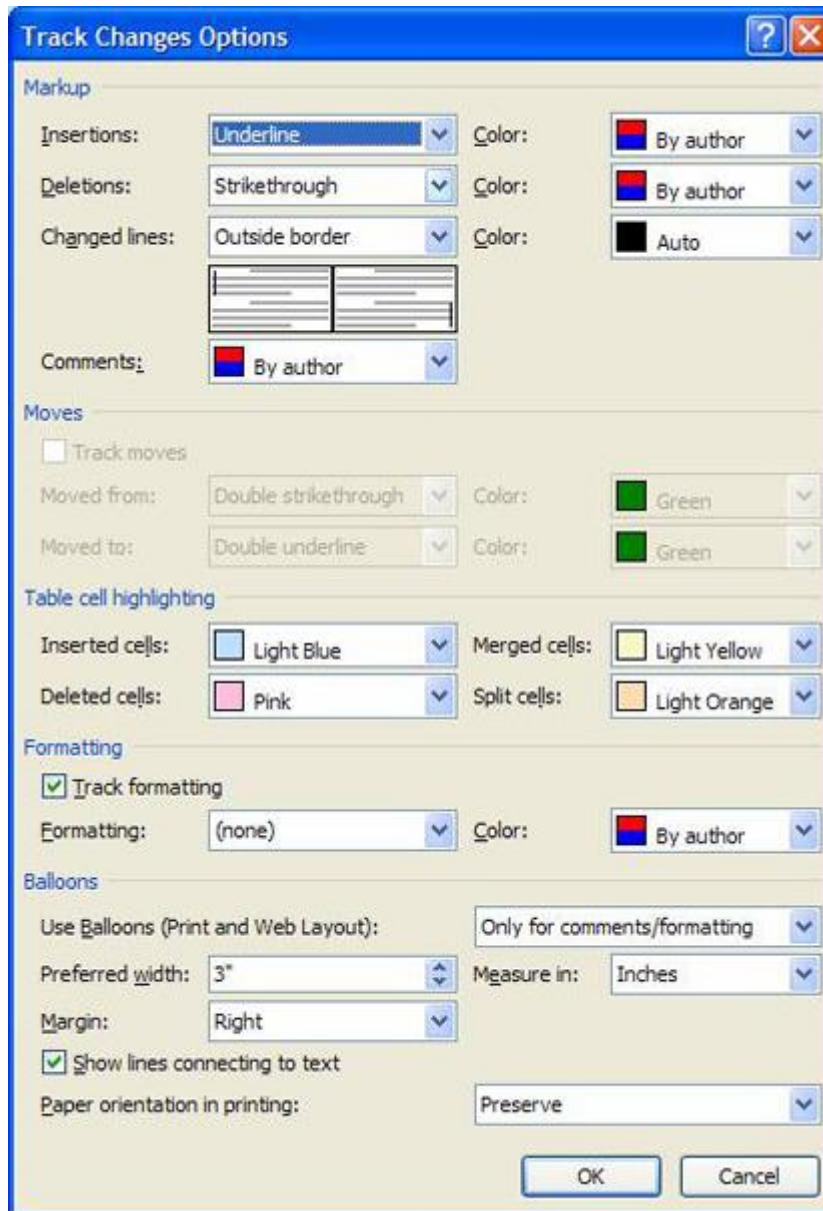 Track Changes Options ?
Markup
Insertions: Underline Color: By author
Deletions: Strikethrough Color: By author
Changed lines: Outside border Color: Auto
Comments: By author
Moves
Track moves
Moved from: Double strikethrough Color: Green
Moved to: Double underline Color: Green
Table cell highlighting
Inserted cells: Light Blue Merged cells: Light Yellow
Deleted cells: Pink Split cells: Light Orange
Formatting
Track formatting
Formatting: (none) Color: By author
Balloons
Use Balloons (Print and Web Layout): Only for comments/formatting
Preferred width: 3" Measure in: Inches
Margin: Right
Show lines connecting to text
Paper orientation in printing: Preserve
OK Cancel